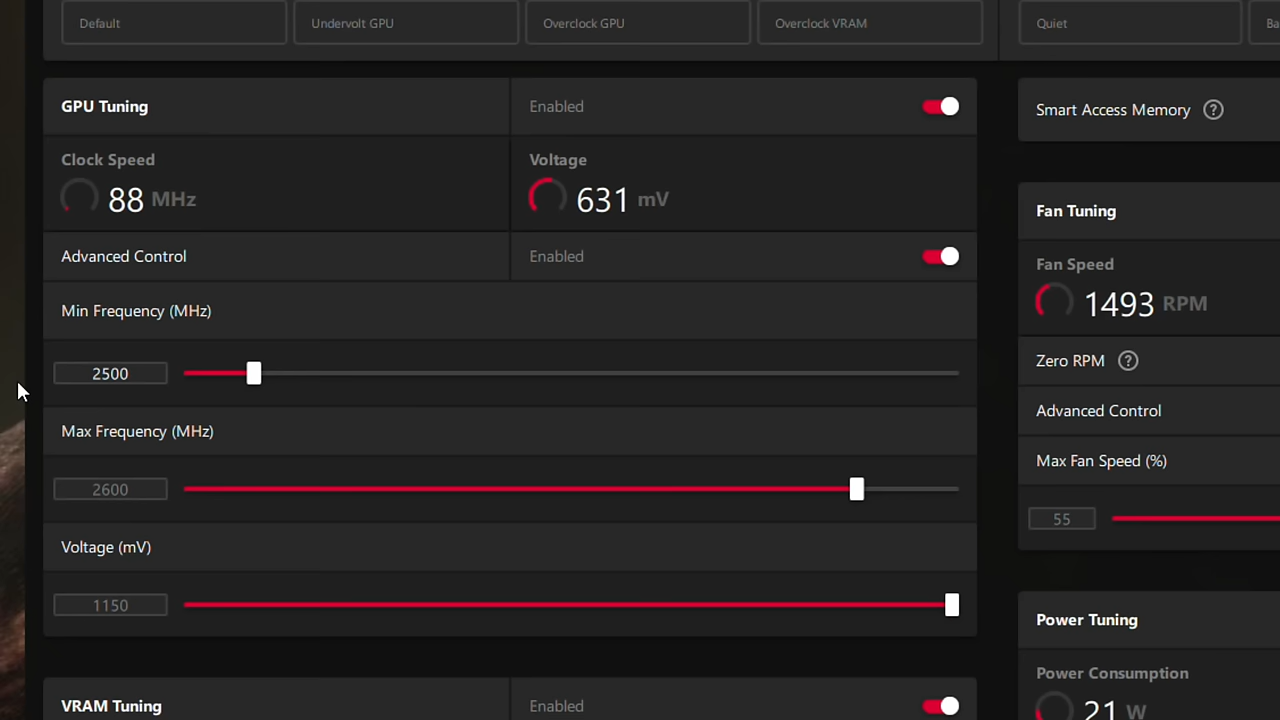 Default
Undervolt GPU
Overclock GPU
Overclock VRAM
Quiet
Ba
GPU Tuning
Enabled
Smart Access Memory ?
Clock Speed
88 MHz
Voltage
631 mV
Fan Tuning
Advanced Control
Enabled
Fan Speed
1493 RPM
Min Frequency (MHz)
2500
Zero RPM ?
Advanced Control
Max Frequency (MHz)
2600
Max Fan Speed (%)
55
Voltage (mV)
1150
Power Tuning
Power Consumption
21 W
VRAM Tuning
Enabled